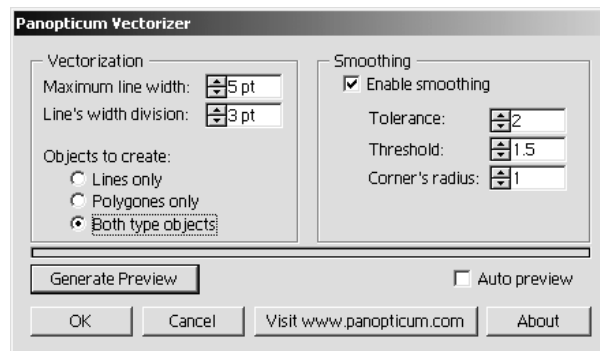 Panopticum Vectorizer
Vectorization
Maximum line width: 5 pt
Line's width division: 3 pt
Objects to create:
Lines only
Polygones only
Both type objects
Smoothing
Enable smoothing
Tolerance: 2
Threshold: 1.5
Corner's radius: 1
Generate Preview
Auto preview
OK
Cancel
Visit www.panopticum.com
About